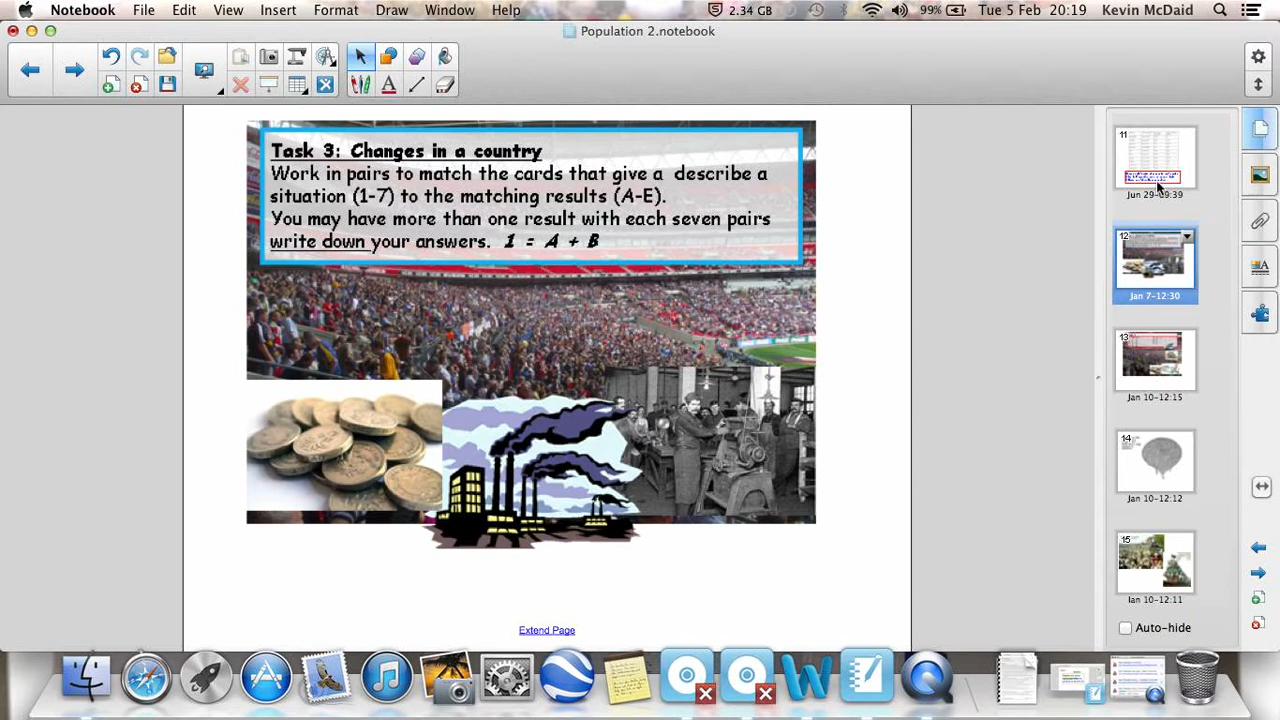 Notebook File Edit View Insert Format Draw Window Help 2.34 GB 99% Tue 5 Feb 20:19 Kevin McDaid
Population 2.notebook
Task 3: Changes in a country
Work in pairs to match the cards that give a describe a
situation (1-7) to the matching results (A-E).
You may have more than one result with each seven pairs
write down your answers. 1 = A + B
Extend Page
11
Jun 29-09:39
12
Jan 7-12:30
13
Jan 10-12:15
14
Jan 10-12:12
15
Jan 10-12:11
Auto-hide